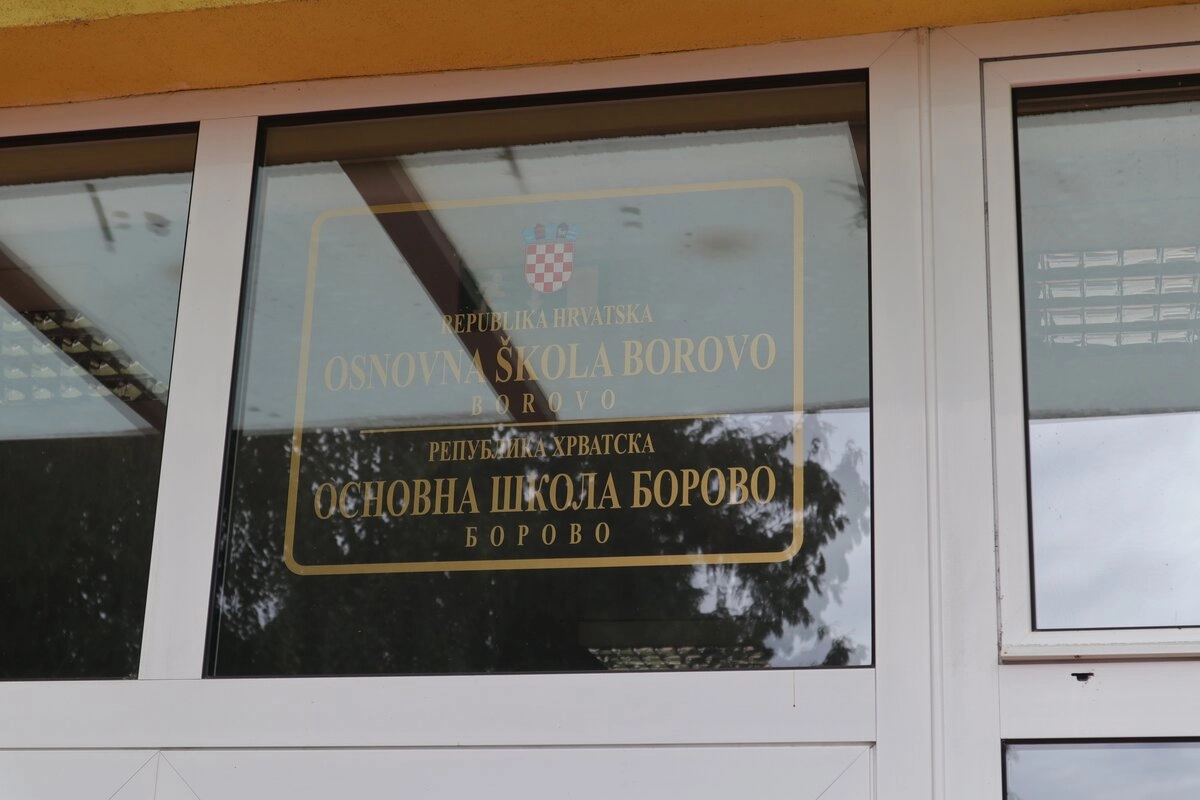 REPUBLIKA HRVATSKA
OSNOVNA ŠKOLA BOROVO
BOROVO
РЕПУБЛИКА ХРВАТСКА
ОСНОВНА ШКОЛА БОРОВО
БОРОВО